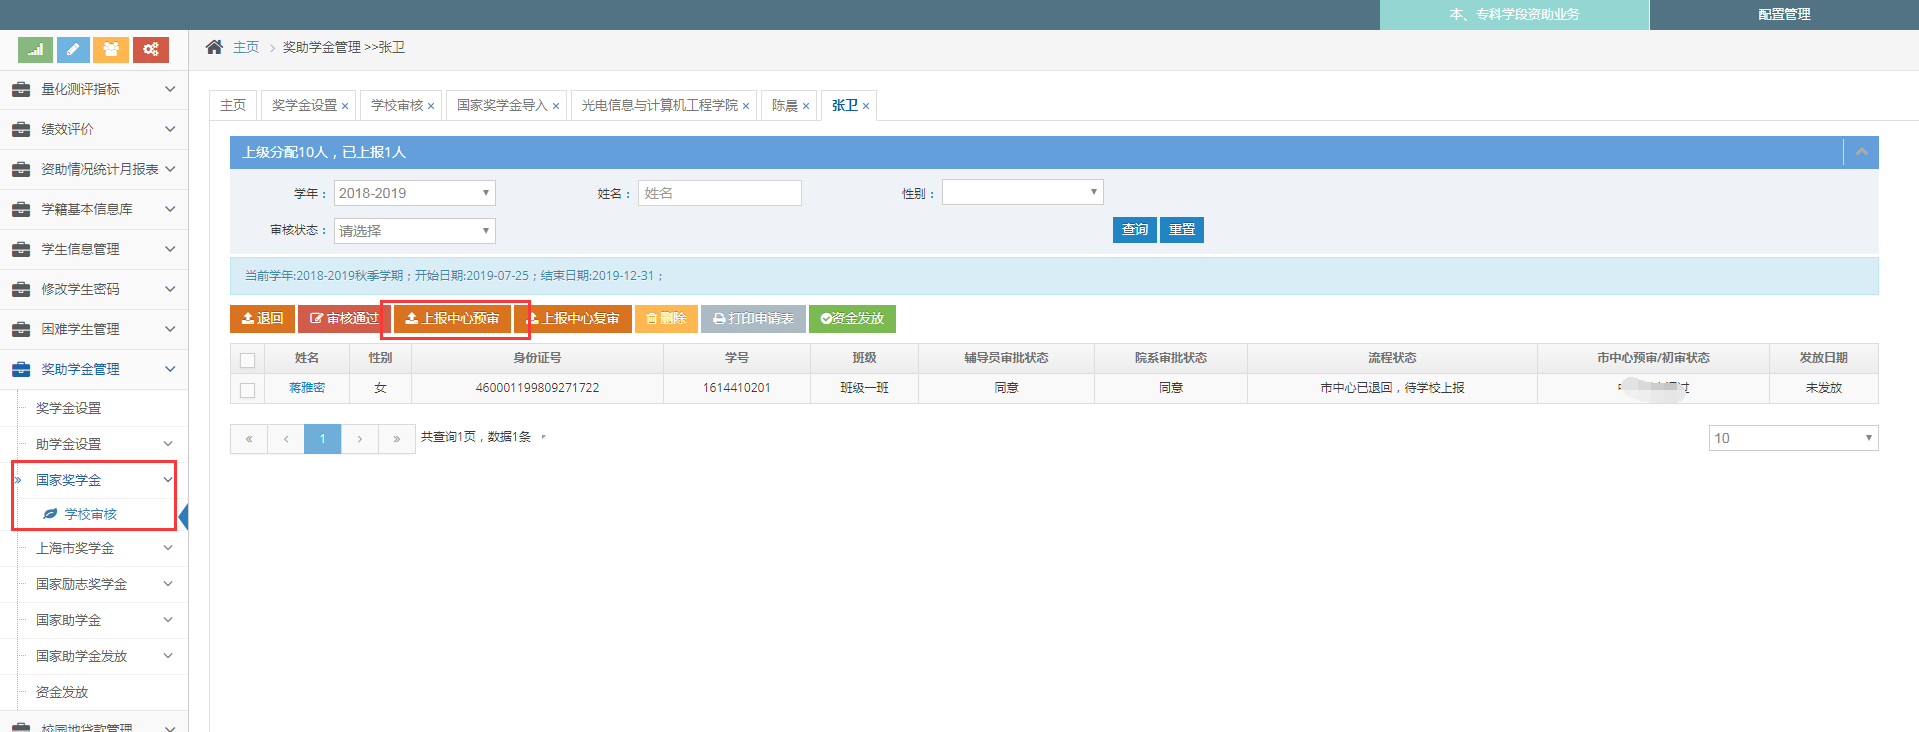 本、专科学段资助业务
配置管理
主页 > 奖助学金管理 >>张卫
量化测评指标
绩效评价
资助情况统计月报表
学籍基本信息库
学生信息管理
修改学生密码
困难学生管理
奖助学金管理
奖学金设置
助学金设置
» 国家奖学金
学校审核
上海市奖学金
国家励志奖学金
国家助学金
国家助学金发放
资金发放
校园地贷款管理
主页 奖学金设置 × 学校审核 × 国家奖学金导入 × 光电信息与计算机工程学院 × 陈晨 × 张卫 ×
上级分配10人，已上报1人
学年： 2018-2019 姓名： 姓名 性别：
审核状态： 请选择 查询 重置
当前学年:2018-2019秋季学期；开始日期:2019-07-25；结束日期:2019-12-31；
退回 审核通过 上报中心预审 上报中心复审 删除 打印申请表 资金发放
姓名 性别 身份证号 学号 班级 辅导员审批状态 院系审批状态 流程状态 市中心预审/初审状态 发放日期
蒋雅密 女 460001199809271722 1614410201 班级一班 同意 同意 市中心已退回，待学校上报 未发放
« ‹ 1 › » 共查询1页，数据1条 10